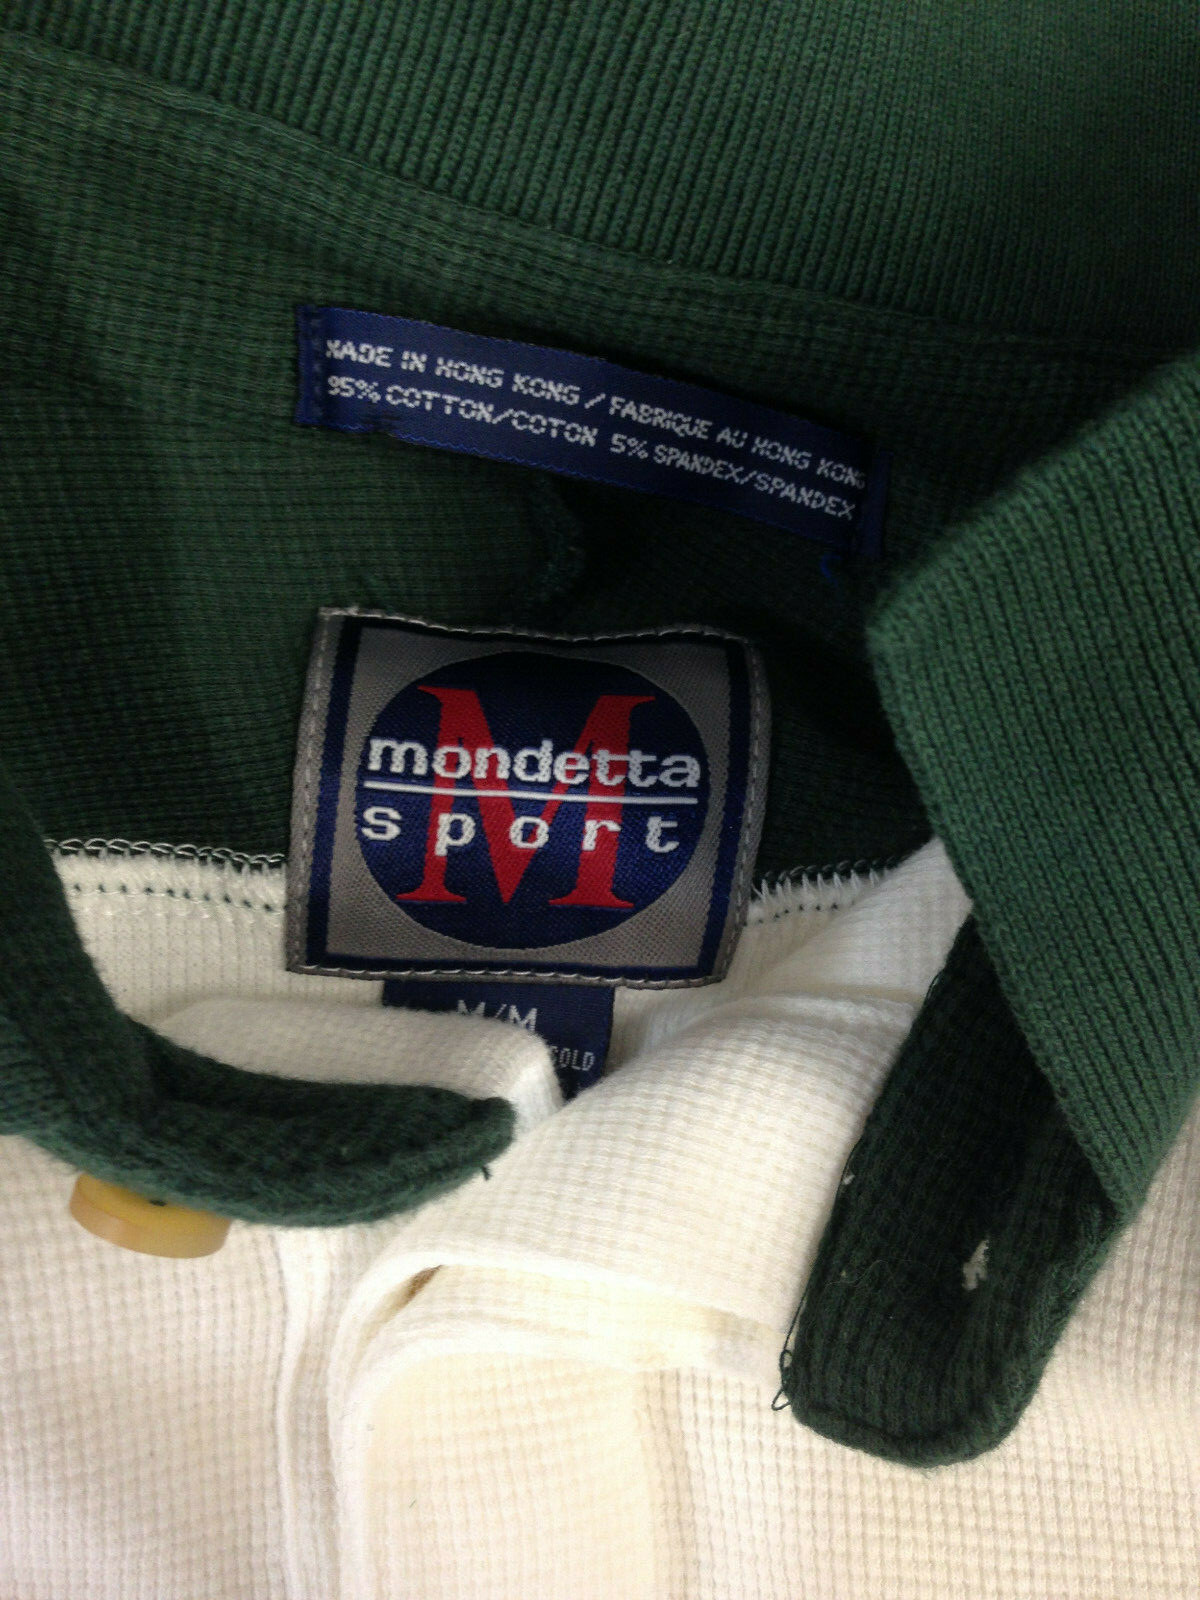 MADE IN HONG KONG / FABRIQUE AU HONG KONG
95% COTTON/COTON 5% SPANDEX/SPANDEX
M
mondetta
sport
M/M